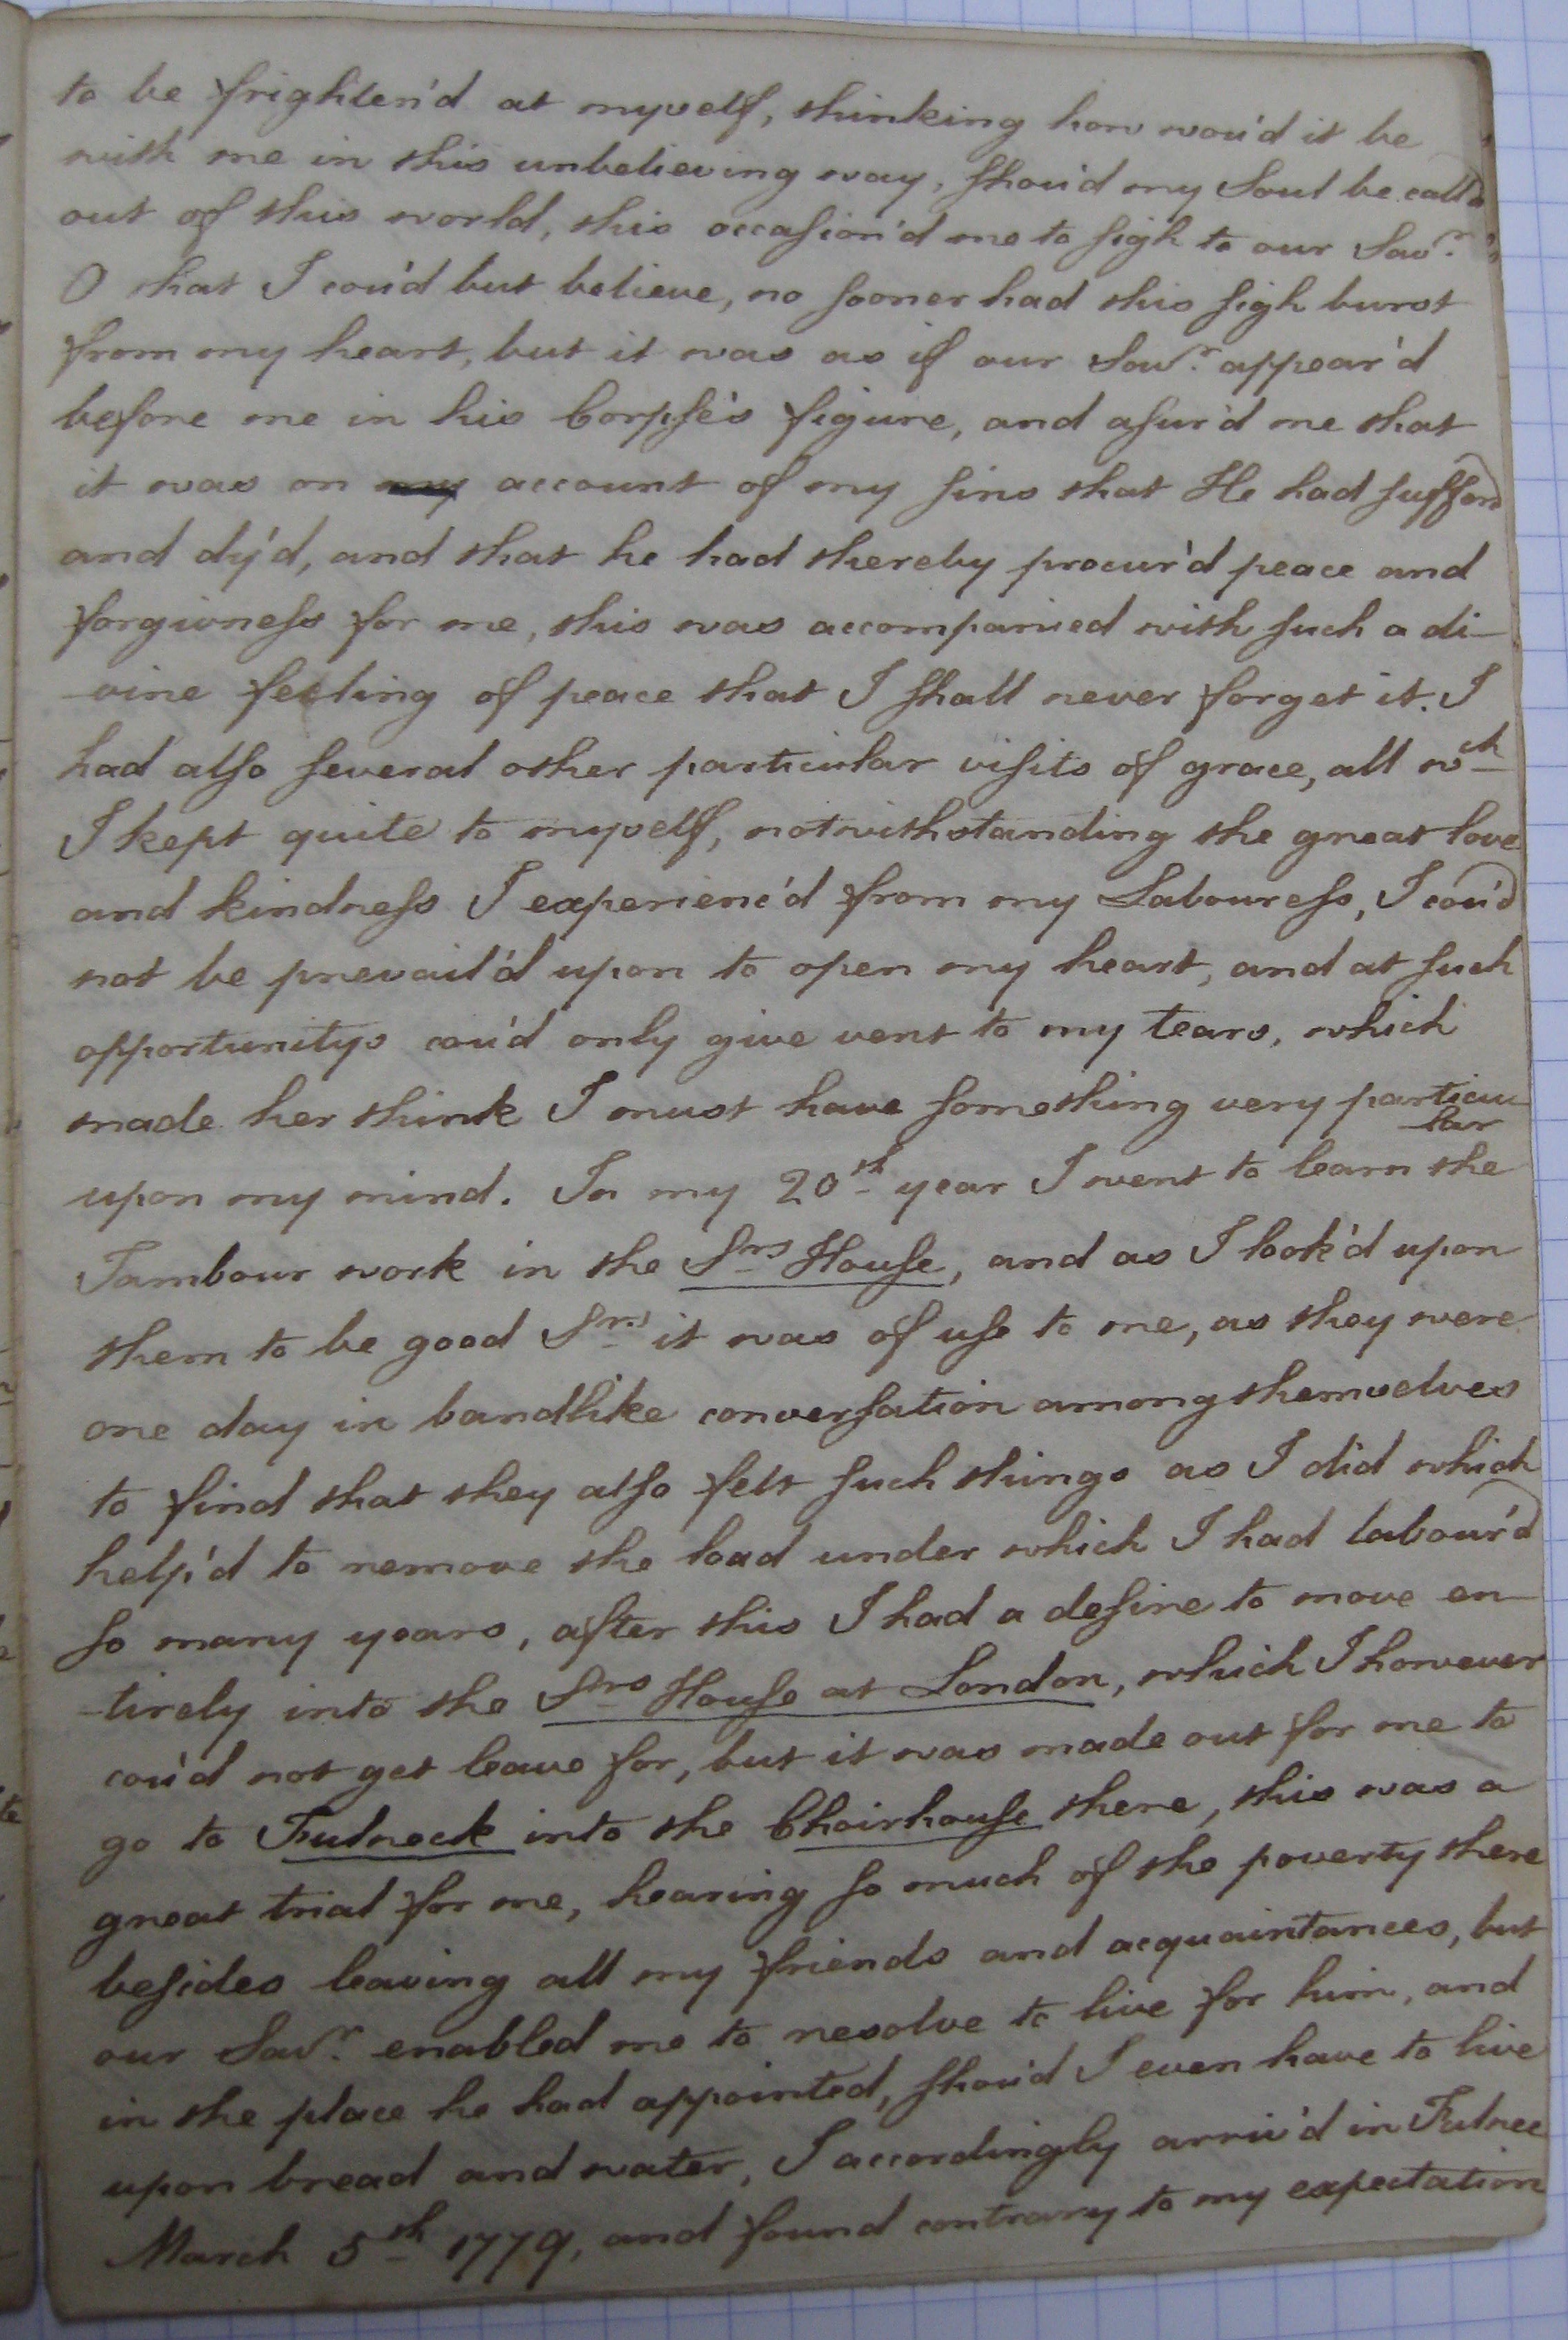 to be frighten'd at myself, thinking how wou'd it be
with me in this unbelieving way, shou'd my Soul be call'd
out of this world, this occasion'd me to sigh to our Savr.
O that I cou'd but believe, no sooner had this sigh burst
from my heart, but it was as if our Savr. appear'd
before me in his Corpse's figure, and asur'd me that
it was on my account of my sins that He had suffer'd
and dy'd, and that he had thereby procur'd peace and
forgivness for me, this was accompanied with such a di-
-vine feeling of peace that I shall never forget it. I
had also several other particular visits of grace, all wch
I kept quite to myself, notwithstanding the great love
and kindness I experienc'd from my Labouress, I cou'd
not be prevail'd upon to open my heart, and at such
opportunitys cou'd only give vent to my tears, which
made her think I must have something very particu
-lar
upon my mind. In my 20th year I went to learn the
Tambour work in the Srs House, and as I look'd upon
them to be good Srs it was of use to me, as they were
one day in bandlike conversation among themselves
to find that they also felt such things as I did which
help'd to remove the load under which I had labour'd
so many years, after this I had a desire to move en-
-tirely into the Srs House at London, which I however
cou'd not get leave for, but it was made out for me to
go to Fulneck into the Choirhouse there, this was a
great trial for me, hearing so much of the poverty there
besides leaving all my friends and acquaintances, but
our Savr. enabled me to resolve to live for him, and
in the place he had appointed, shou'd I even have to live
upon bread and water, I accordingly arriv'd in Fulnec
March 5th 1779, and found contrary to my expectation